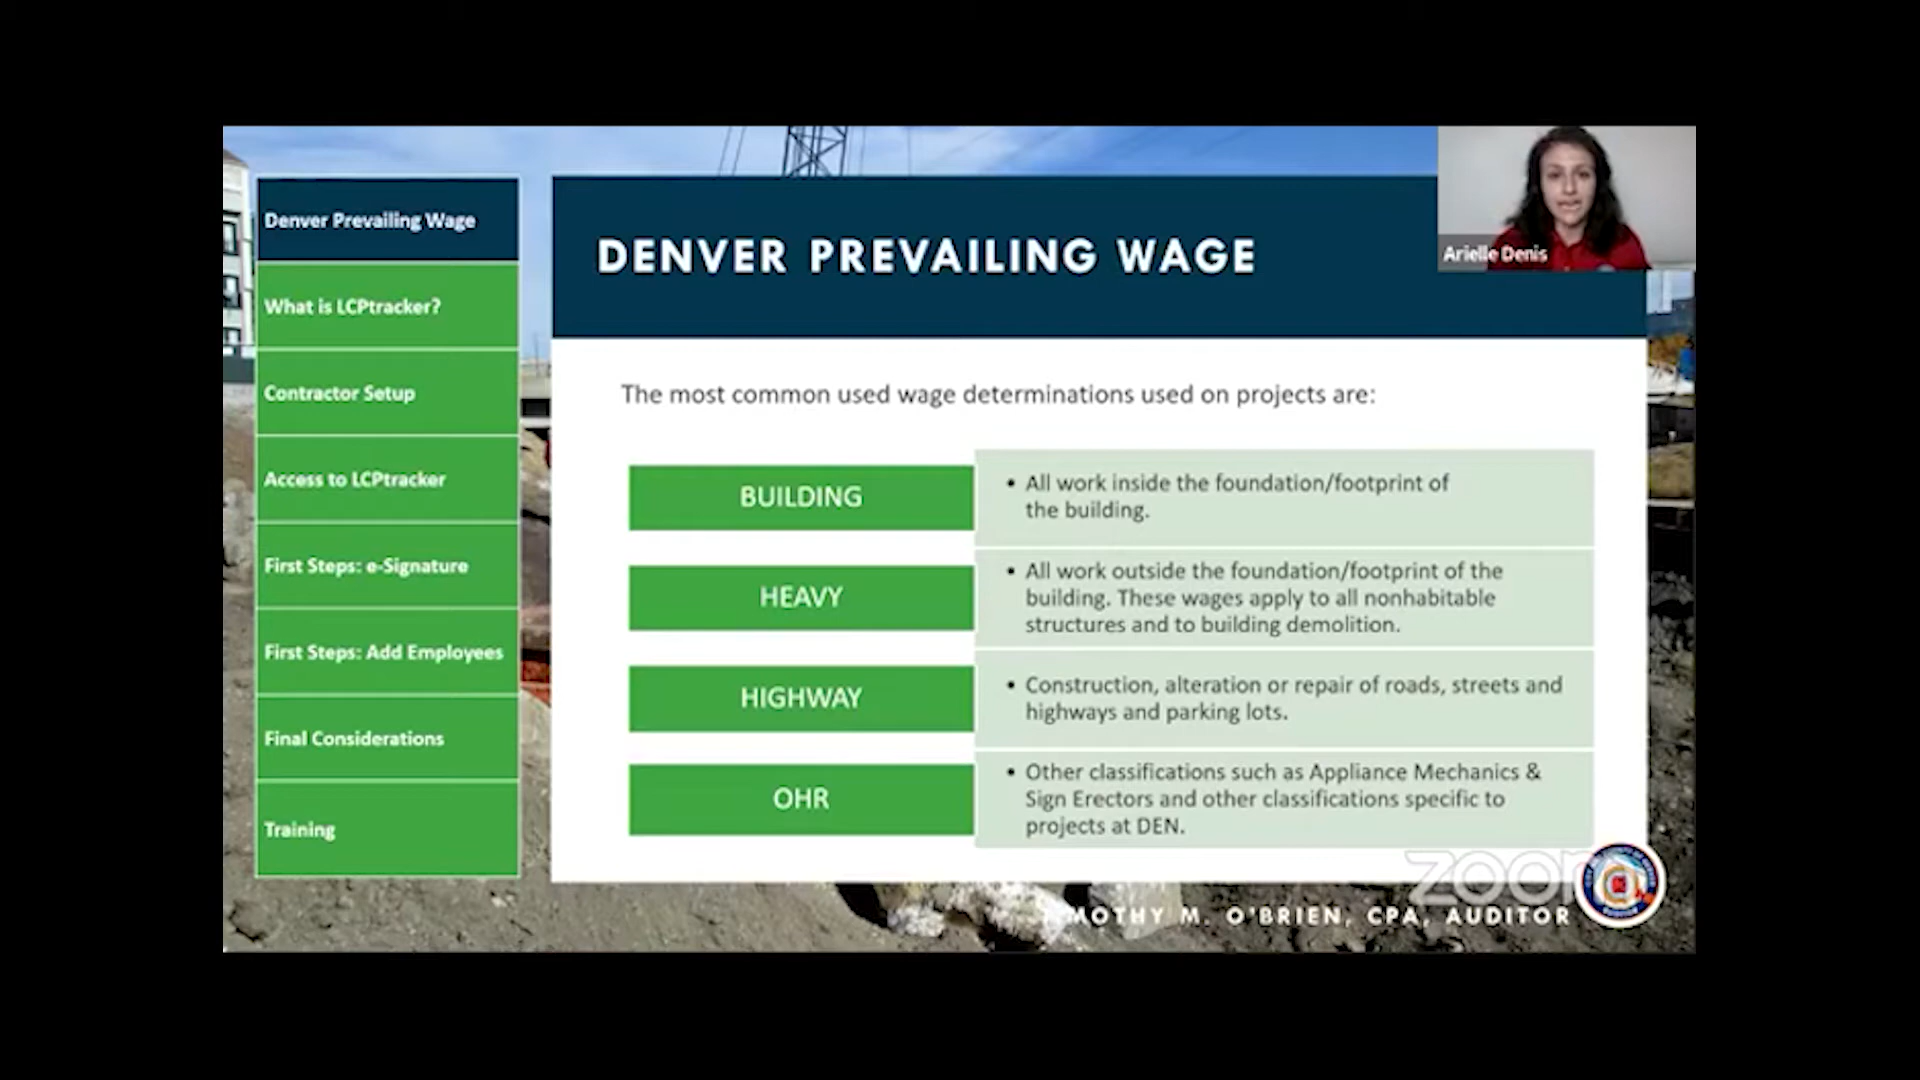 Denver Prevailing Wage
What is LCPtracker?
Contractor Setup
Access to LCPtracker
First Steps: e-Signature
First Steps: Add Employees
Final Considerations
Training
DENVER PREVAILING WAGE
Arielle Denis
The most common used wage determinations used on projects are:
BUILDING
• All work inside the foundation/footprint of
the building.
HEAVY
• All work outside the foundation/footprint of the
building. These wages apply to all nonhabitable
structures and to building demolition.
HIGHWAY
• Construction, alteration or repair of roads, streets and
highways and parking lots.
OHR
• Other classifications such as Appliance Mechanics &
Sign Erectors and other classifications specific to
projects at DEN.
zoom
M. O'BRIEN, CPA, AUDITOR